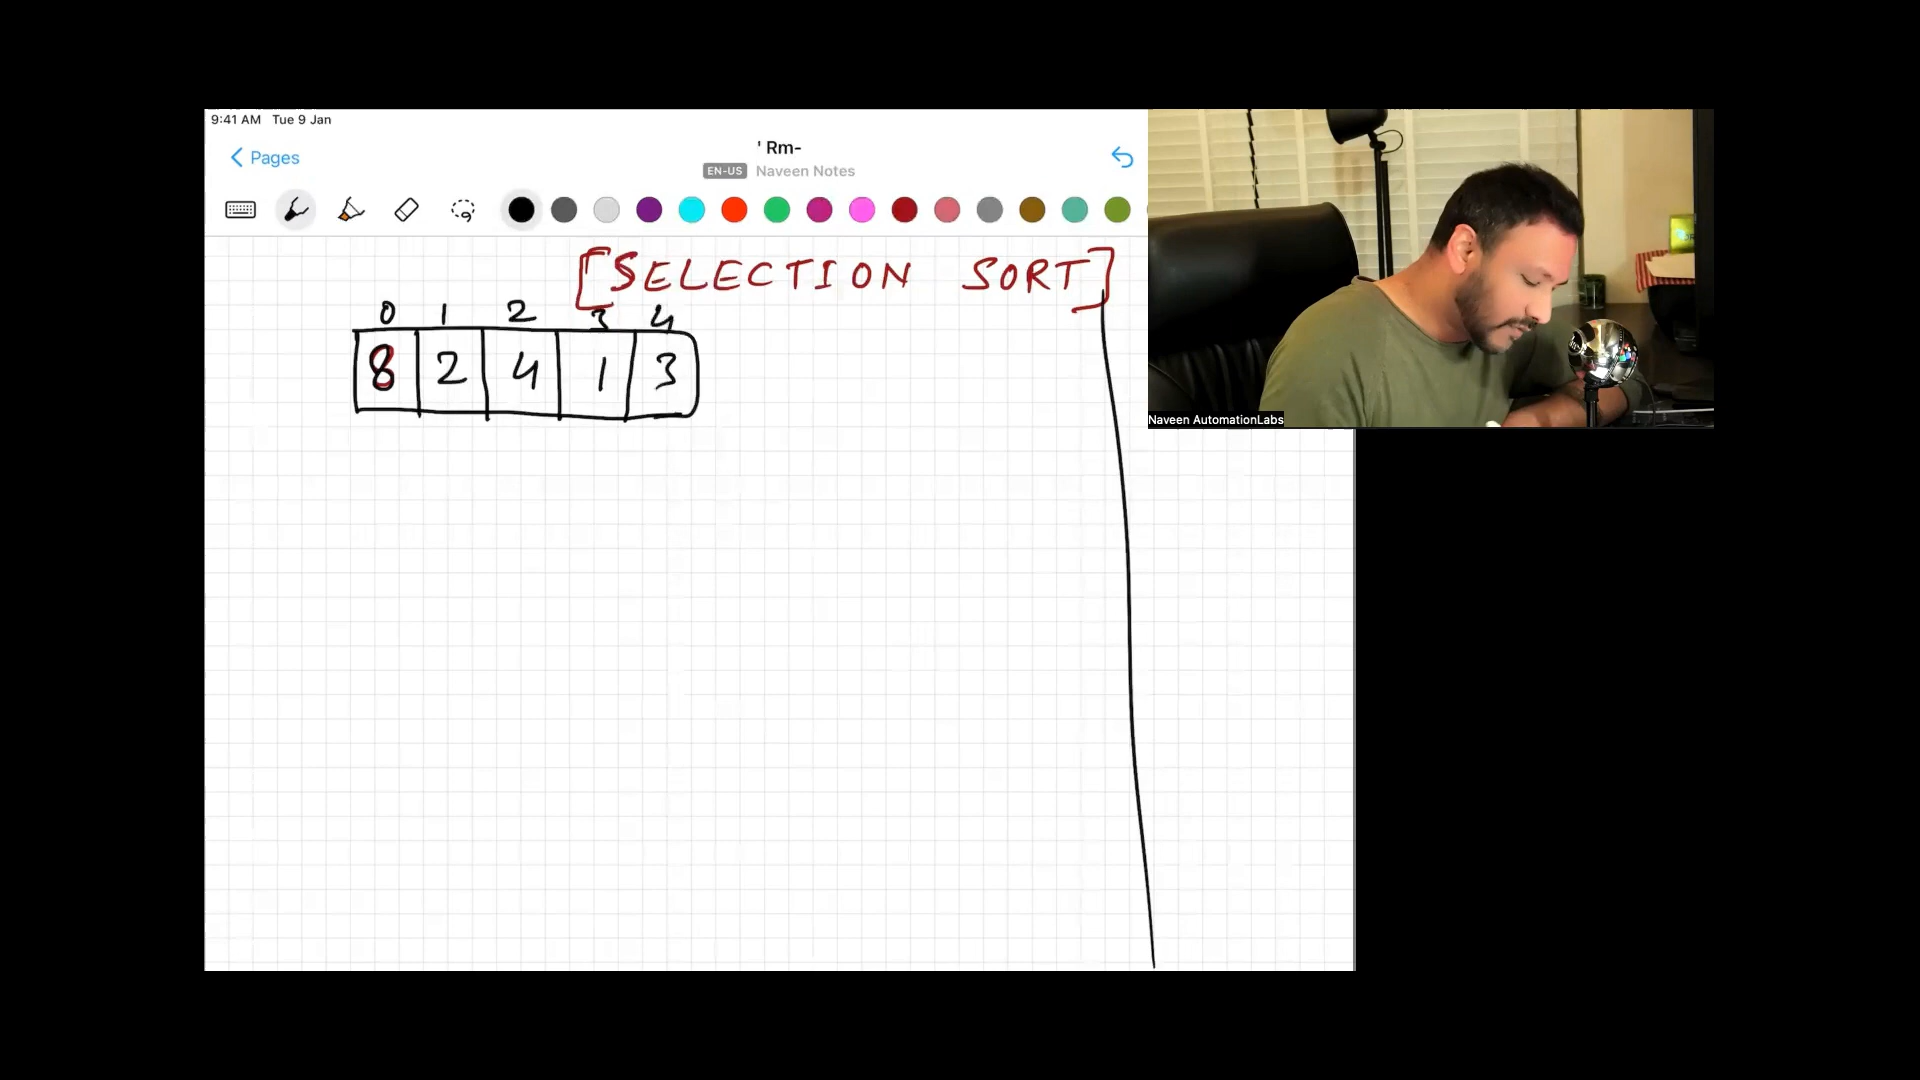 9:41 AM Tue 9 Jan
Pages
' Rm-
EN-US Naveen Notes
[SELECTION SORT]
0 1 2 3 4
8 2 4 1 3
Naveen AutomationLabs